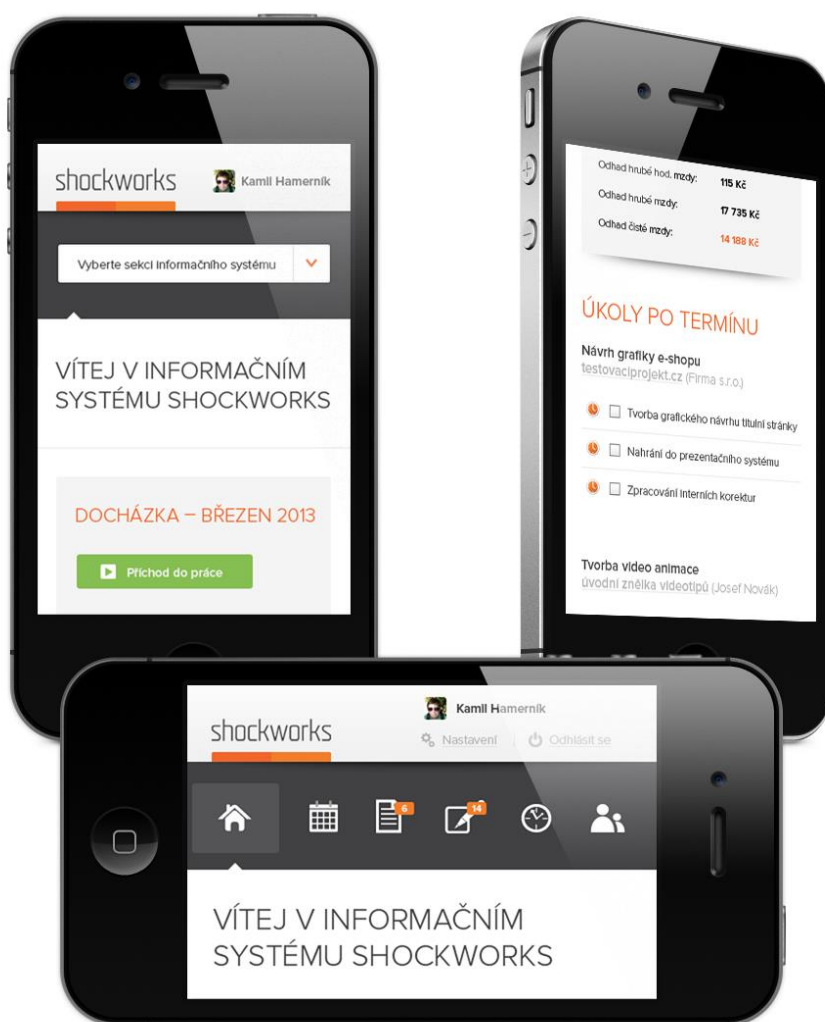 shockworks
Kamil Hamerník
Vyberte sekci informačního systému
VÍTEJ V INFORMAČNÍM
SYSTÉMU SHOCKWORKS
DOCHÁZKA – BŘEZEN 2013
Příchod do práce
Odhad hrubé hod. mzdy: 115 Kč
Odhad hrubé mzdy: 17 735 Kč
Odhad čisté mzdy: 14 188 Kč
ÚKOLY PO TERMÍNU
Návrh grafiky e-shopu
testovaciprojekt.cz (Firma s.r.o.)
Tvorba grafického návrhu titulní stránky
Nahrání do prezentačního systému
Zpracování interních korektur
Tvorba video animace
úvodní znělka videotipů (Josef Novák)
shockworks
Kamil Hamerník
Nastavení
Odhlásit se
6
14
VÍTEJ V INFORMAČNÍM
SYSTÉMU SHOCKWORKS